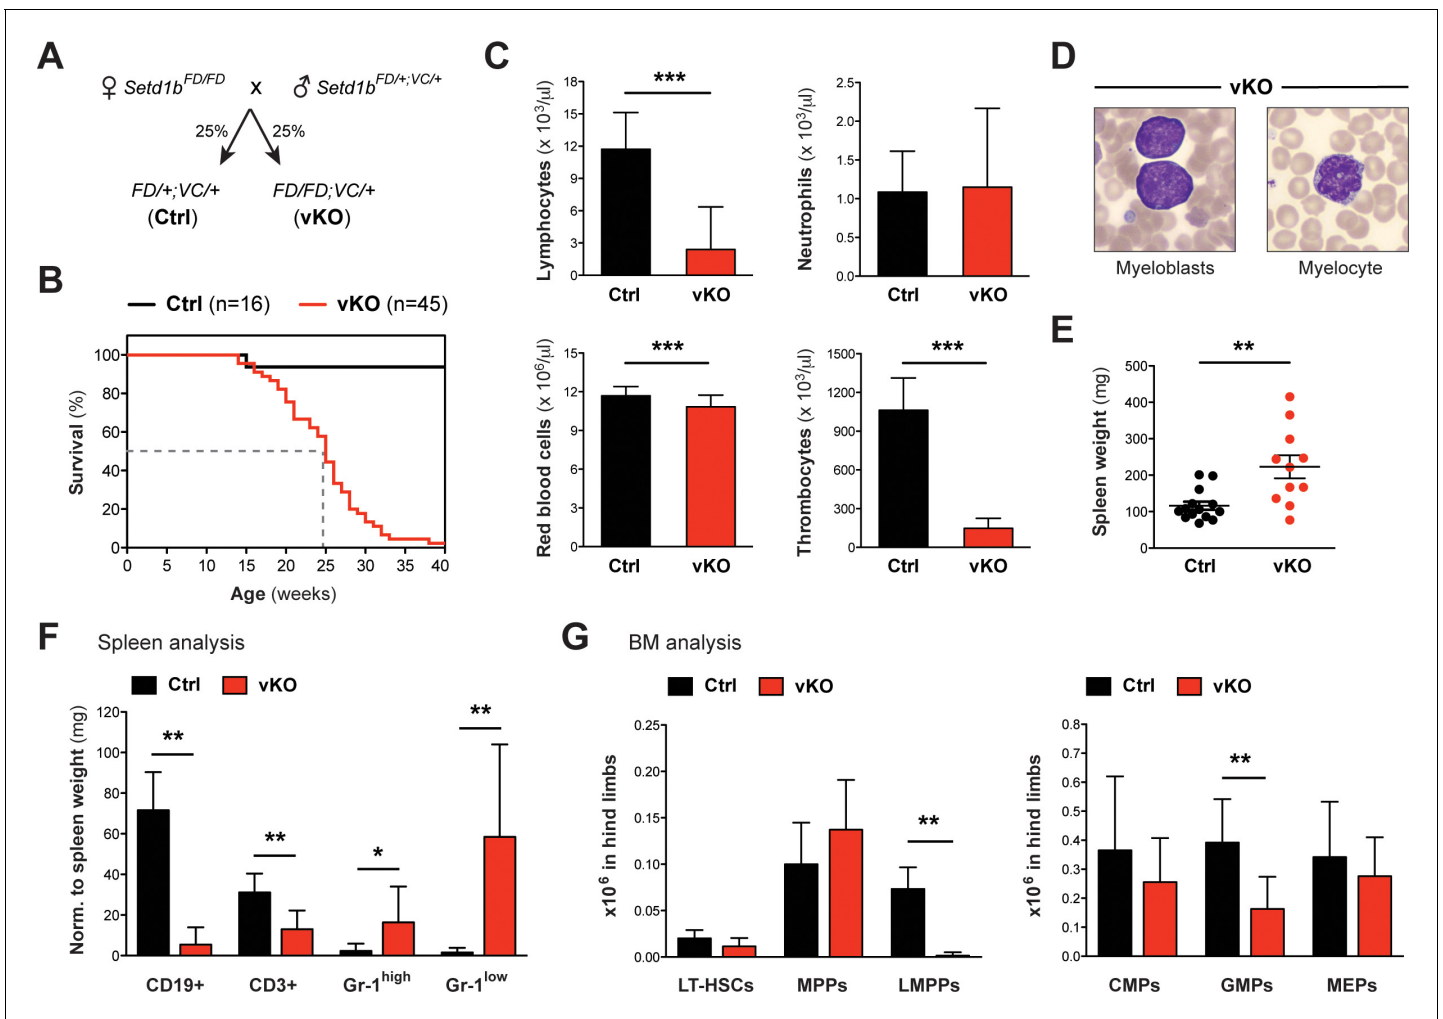 A
♀ Setd1bFD/FD x ♂ Setd1bFD/+;VC/+
25% 25%
FD/+;VC/+ FD/FD;VC/+
(Ctrl) (vKO)
B
Ctrl (n=16) vKO (n=45)
Survival (%)
100
80
60
40
20
0
0 5 10 15 20 25 30 35 40
Age (weeks)
C
Lymphocytes (x 10³/μl)
18
15
12
9
6
3
0
***
Ctrl vKO
Neutrophils (x 10³/μl)
2.5
2.0
1.5
1.0
0.5
0.0
Ctrl vKO
Red blood cells (x 10⁶/μl)
15
12
9
6
3
0
***
Ctrl vKO
Thrombocytes (x 10³/μl)
1500
1200
900
600
300
0
***
Ctrl vKO
D
vKO
Myeloblasts Myelocyte
E
Spleen weight (mg)
500
400
300
200
100
0
**
Ctrl vKO
F Spleen analysis
Ctrl vKO
Norm. to spleen weight (mg)
120
100
80
60
40
20
0
** ** * **
CD19+ CD3+ Gr-1high Gr-1low
G BM analysis
Ctrl vKO
x10⁶ in hind limbs
0.25
0.20
0.15
0.10
0.05
0.00
**
LT-HSCs MPPs LMPPs
Ctrl vKO
x10⁶ in hind limbs
0.8
0.7
0.6
0.5
0.4
0.3
0.2
0.1
0.0
**
CMPs GMPs MEPs